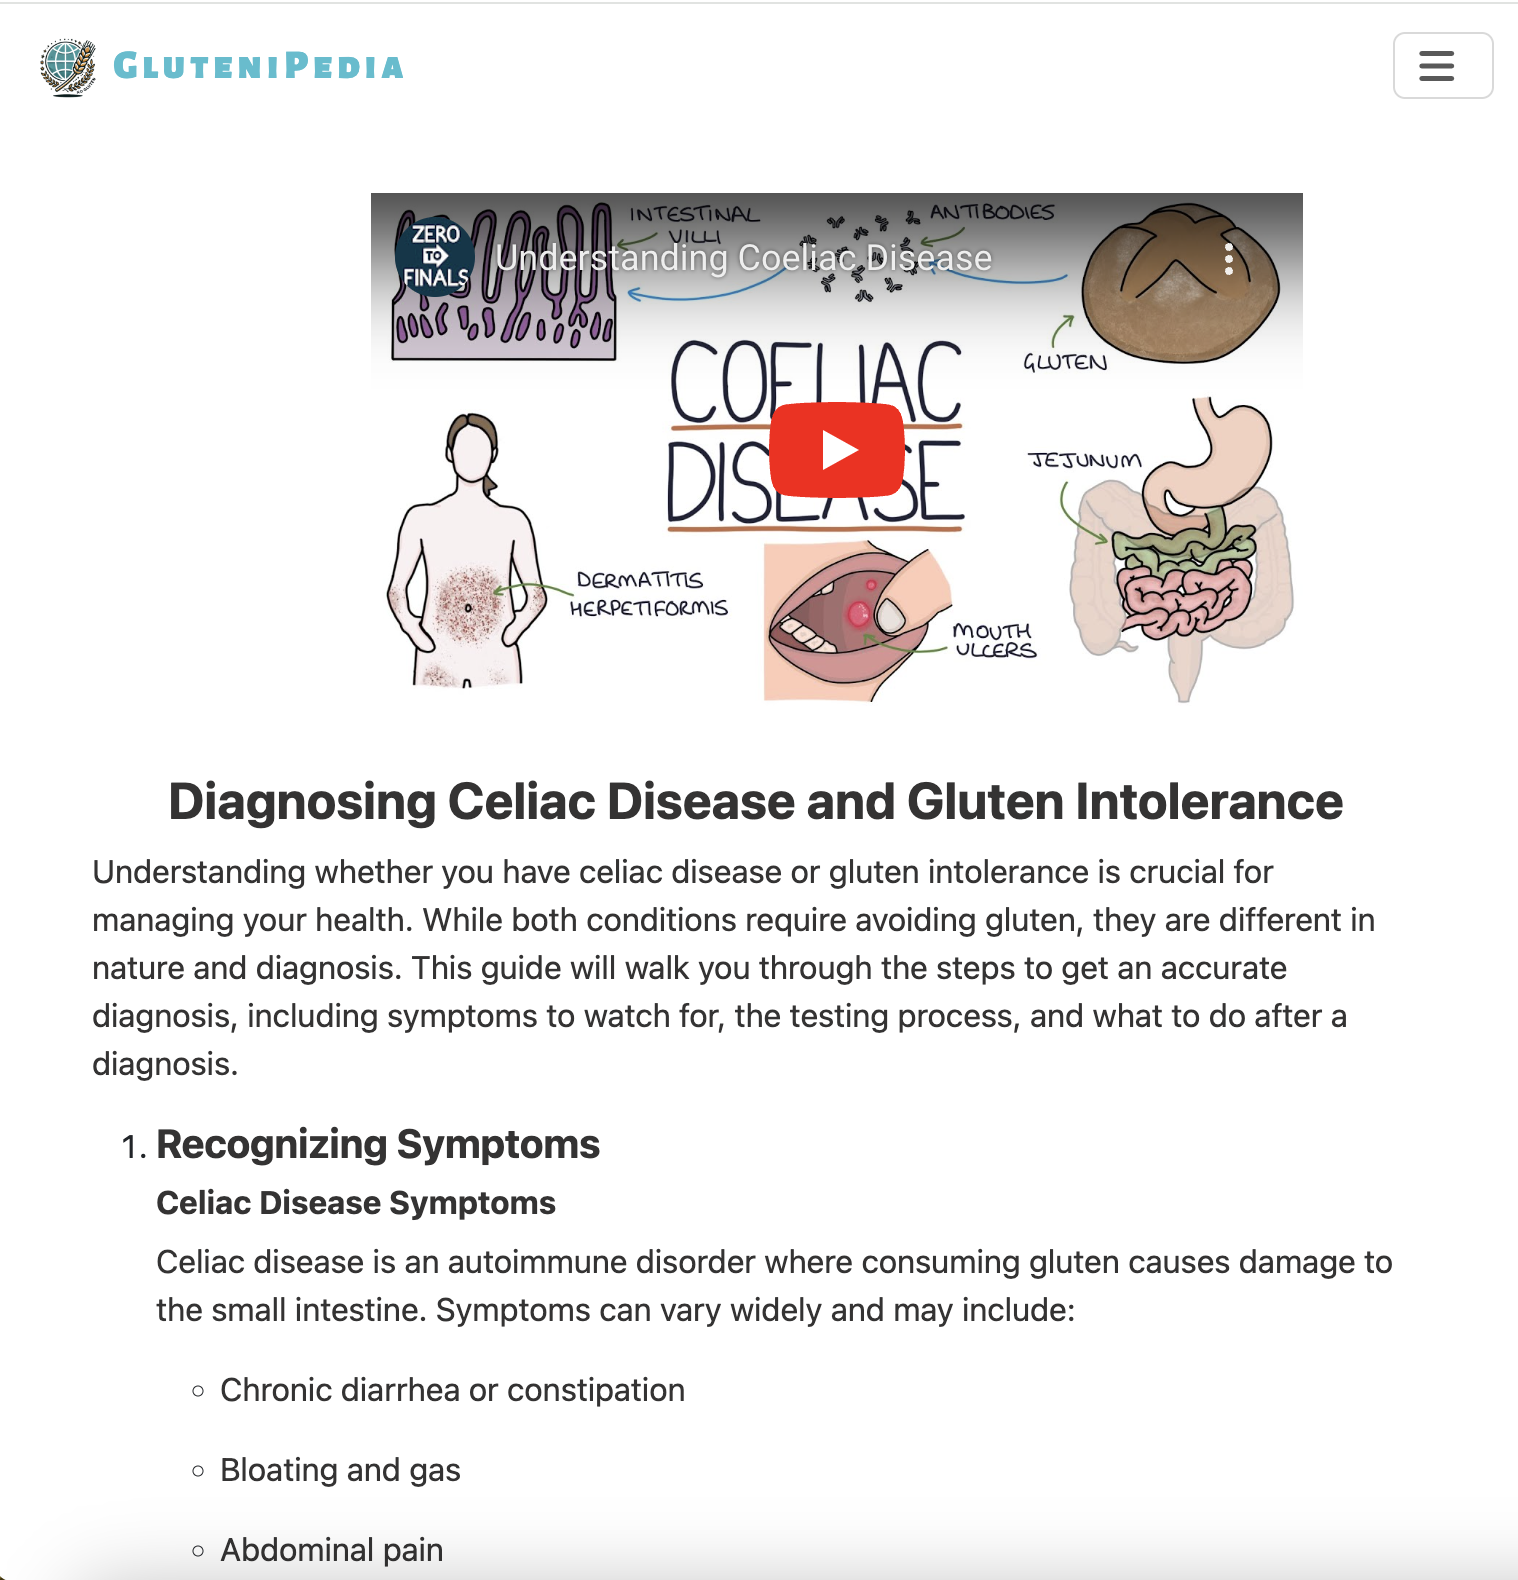 GLUTENIPEDIA
INTESTINAL
VILLI
ANTIBODIES
ZERO
TO
FINALS
Understanding Coeliac Disease
GLUTEN
COELIAC
DISEASE
JEJUNUM
DERMATITIS
HERPETIFORMIS
MOUTH
ULCERS
Diagnosing Celiac Disease and Gluten Intolerance
Understanding whether you have celiac disease or gluten intolerance is crucial for
managing your health. While both conditions require avoiding gluten, they are different in
nature and diagnosis. This guide will walk you through the steps to get an accurate
diagnosis, including symptoms to watch for, the testing process, and what to do after a
diagnosis.
1. Recognizing Symptoms
Celiac Disease Symptoms
Celiac disease is an autoimmune disorder where consuming gluten causes damage to
the small intestine. Symptoms can vary widely and may include:
◦ Chronic diarrhea or constipation
◦ Bloating and gas
◦ Abdominal pain